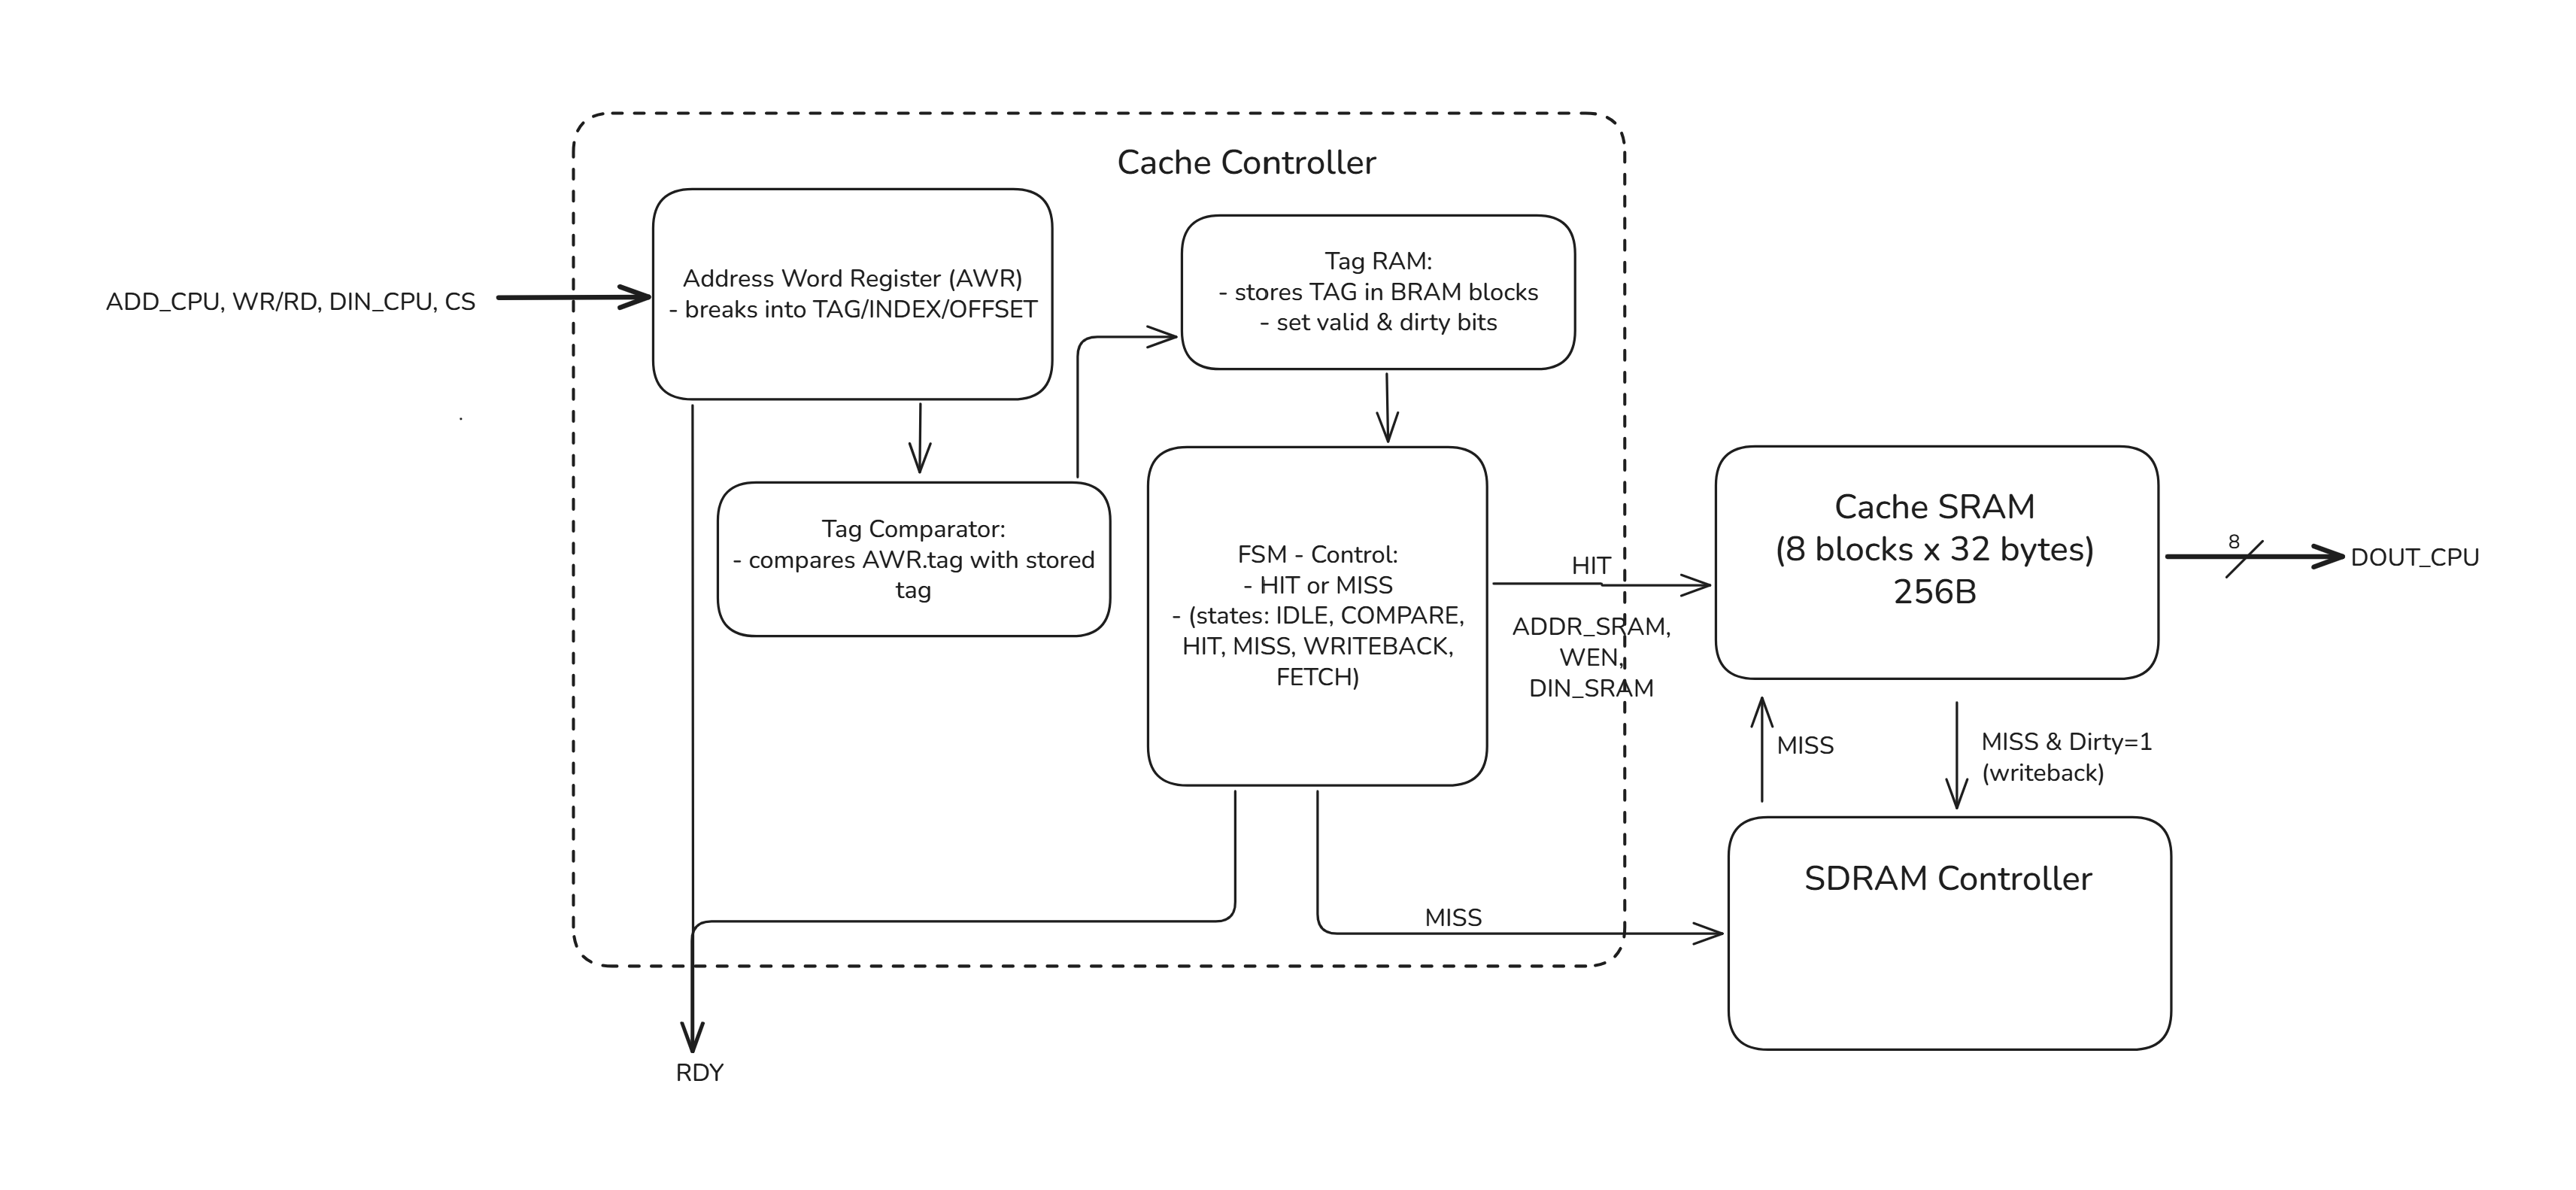 Cache Controller
Address Word Register (AWR)
- breaks into TAG/INDEX/OFFSET
ADD_CPU, WR/RD, DIN_CPU, CS
Tag RAM:
- stores TAG in BRAM blocks
- set valid & dirty bits
Tag Comparator:
- compares AWR.tag with stored
tag
FSM - Control:
- HIT or MISS
- (states: IDLE, COMPARE,
HIT, MISS, WRITEBACK,
FETCH)
HIT
ADDR_SRAM,
WEN,
DIN_SRAM
Cache SRAM
(8 blocks x 32 bytes)
256B
8
DOUT_CPU
MISS
MISS & Dirty=1
(writeback)
SDRAM Controller
MISS
RDY